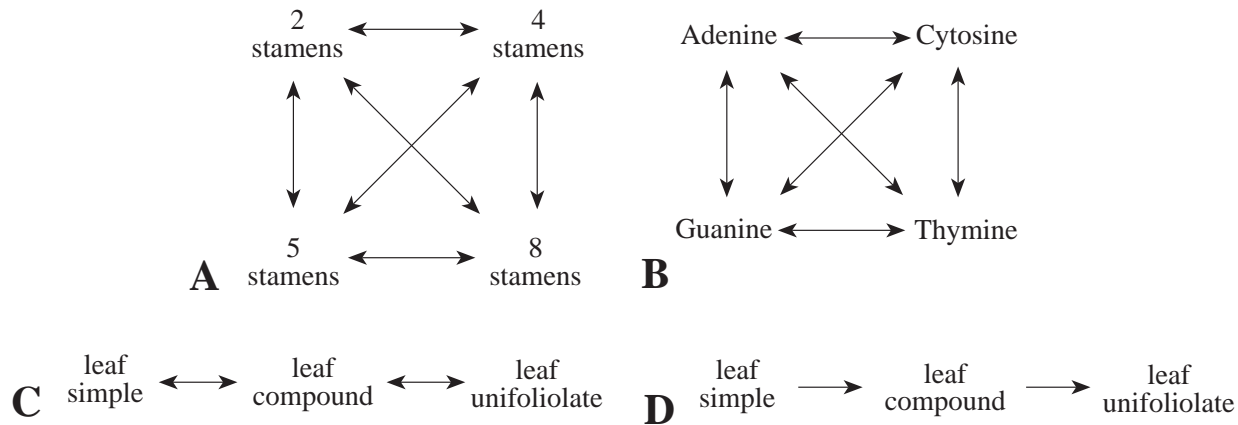 2
stamens
4
stamens
5
stamens
8
stamens
A
Adenine
Cytosine
Guanine
Thymine
B
C
leaf
simple
leaf
compound
leaf
unifoliolate
D
leaf
simple
leaf
compound
leaf
unifoliolate